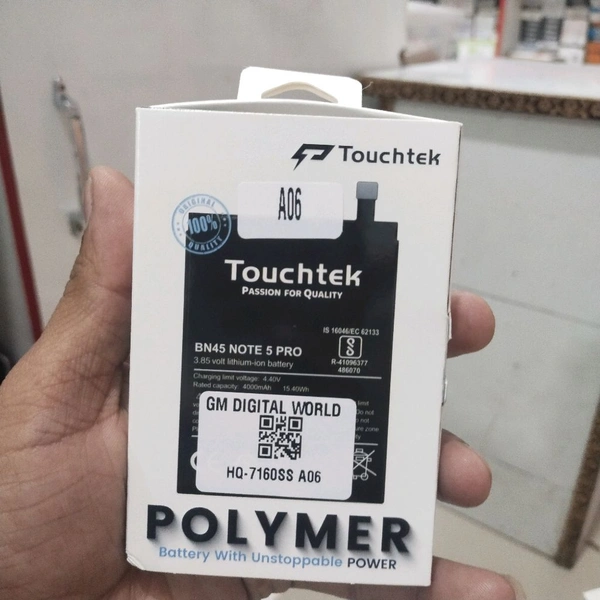 Touchtek
A06
ORIGINAL
100%
QUALITY
Touchtek
PASSION FOR QUALITY
IS 16046/EC 62133
BN45 NOTE 5 PRO
3.85 volt lithium-ion battery
R-41096377
486070
Charging limit voltage: 4.40V
Rated capacity: 4000mAh 15.40Wh
GM DIGITAL WORLD
HQ-7160SS A06
POLYMER
Battery With Unstoppable POWER